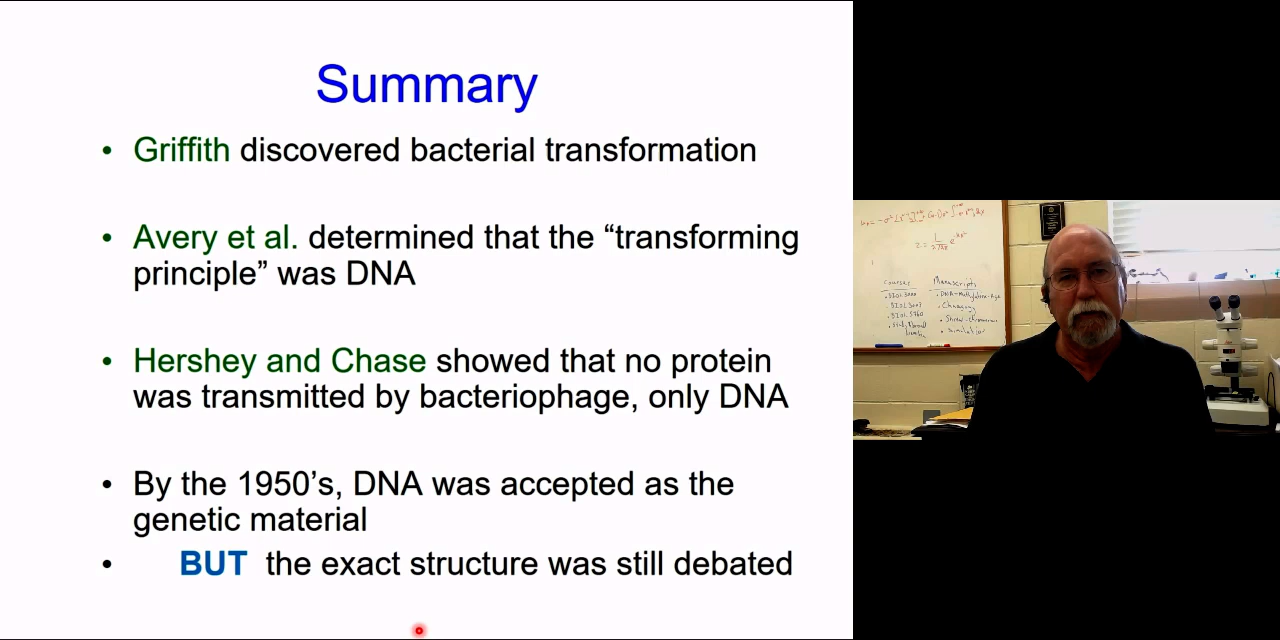 Summary
• Griffith discovered bacterial transformation
• Avery et al. determined that the “transforming
principle” was DNA
• Hershey and Chase showed that no protein
was transmitted by bacteriophage, only DNA
• By the 1950’s, DNA was accepted as the
genetic material
• BUT the exact structure was still debated
Courses
Manuscripts